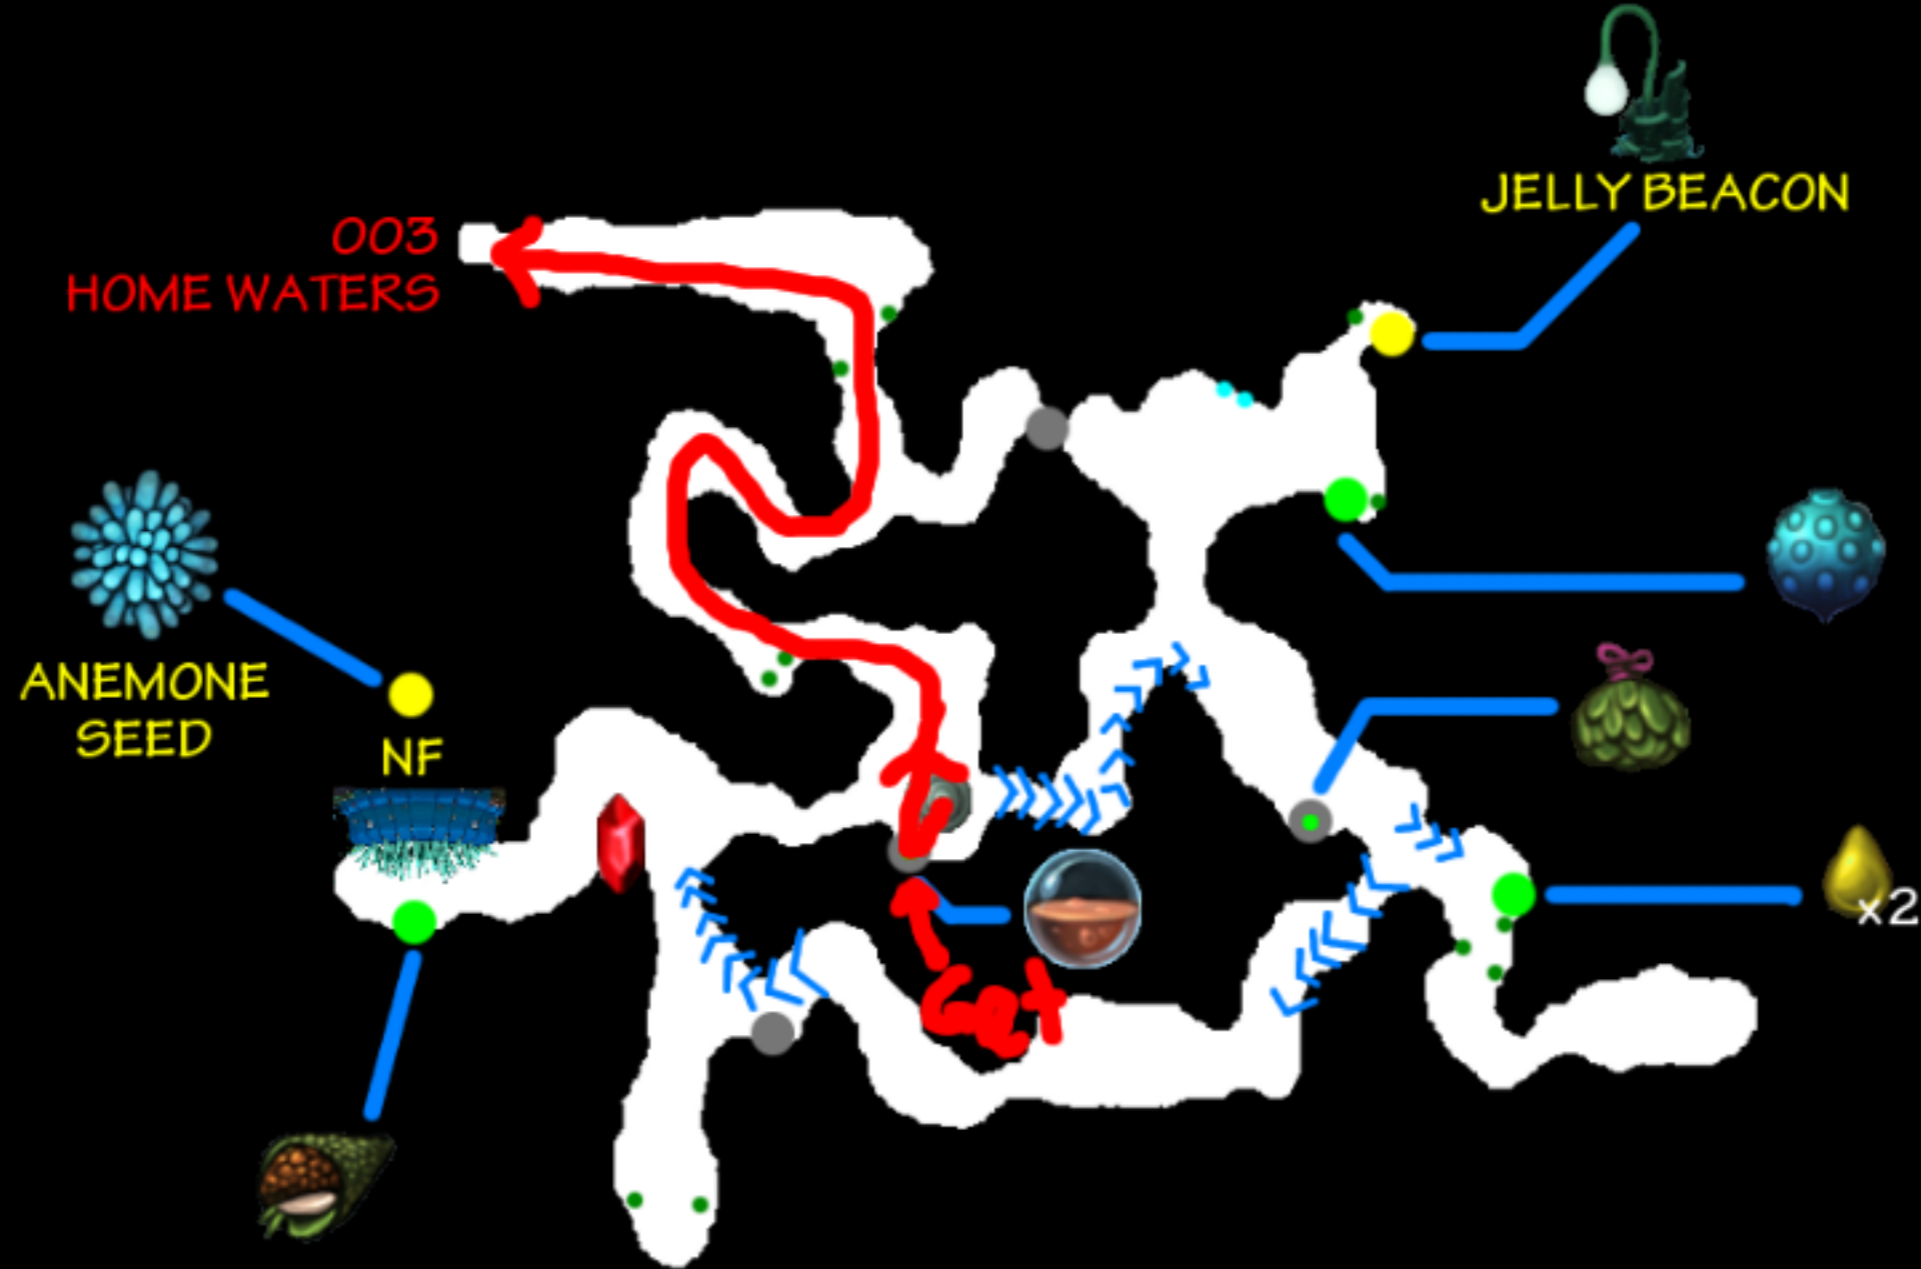 JELLY BEACON
003
HOME WATERS
ANEMONE
SEED
NF
x2
Get